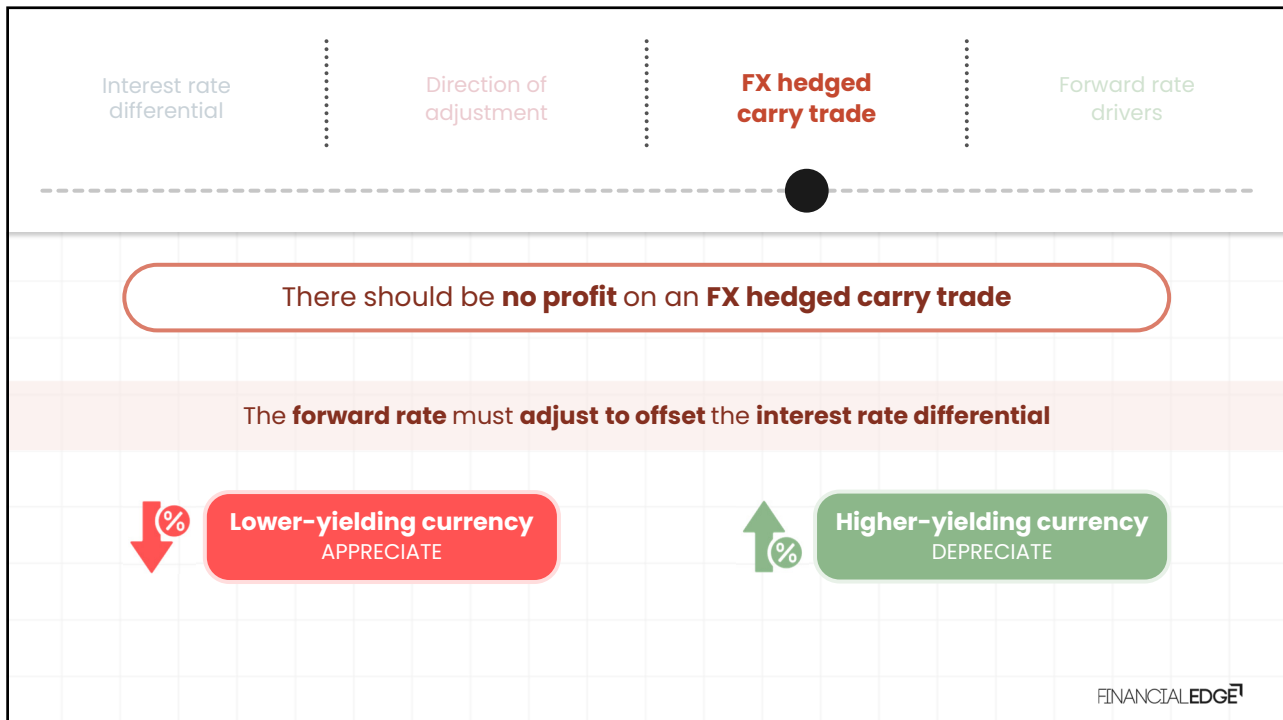 Interest rate
differential
Direction of
adjustment
FX hedged
carry trade
Forward rate
drivers
There should be no profit on an FX hedged carry trade
The forward rate must adjust to offset the interest rate differential
%
Lower-yielding currency
APPRECIATE
%
Higher-yielding currency
DEPRECIATE
FINANCIALEDGE